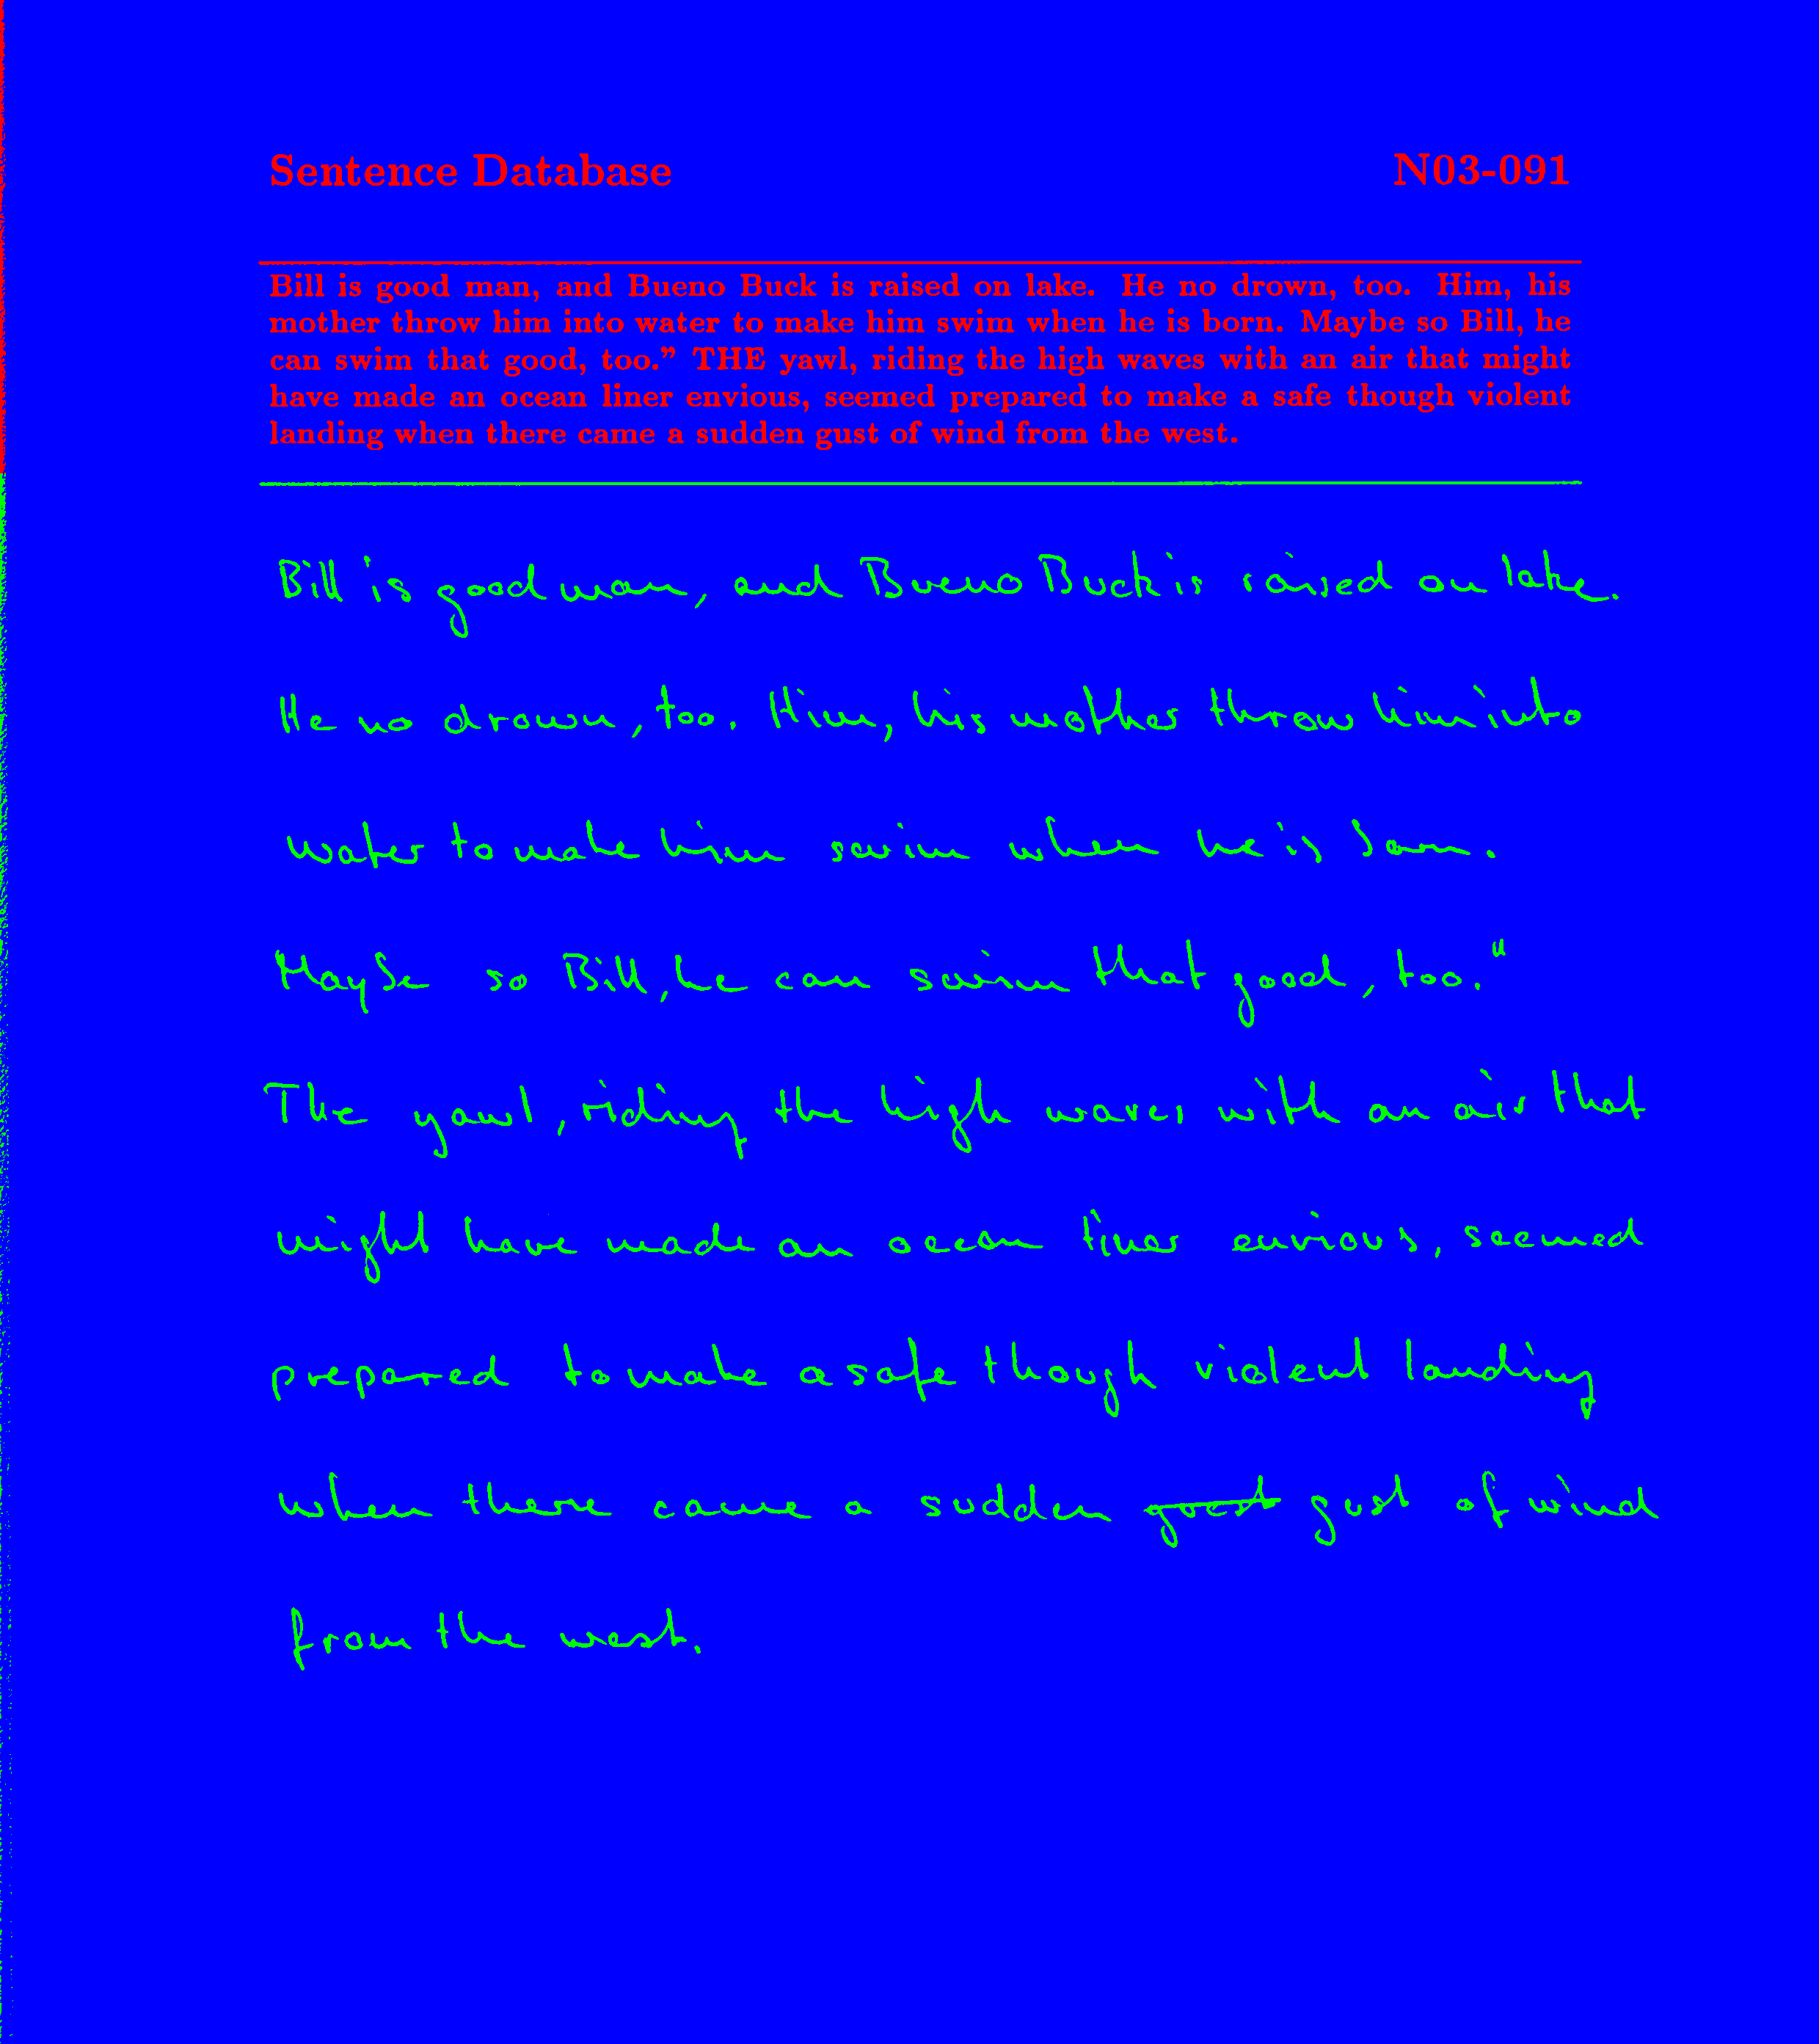 Sentence Database N03-091
Bill is good man, and Bueno Buck is raised on lake. He no drown, too. Him, his
mother throw him into water to make him swim when he is born. Maybe so Bill, he
can swim that good, too.” THE yawl, riding the high waves with an air that might
have made an ocean liner envious, seemed prepared to make a safe though violent
landing when there came a sudden gust of wind from the west.
Bill is good man, and Bueno Buck is raised on lake.
He no drown, too. Him, his mother throw him into
water to make him swim when he is born.
Maybe so Bill, he can swim that good, too."
The yawl, riding the high waves with an air that
might have made an ocean liner envious, seemed
prepared to make a safe though violent landing
when there came a sudden gust of wind
from the west.